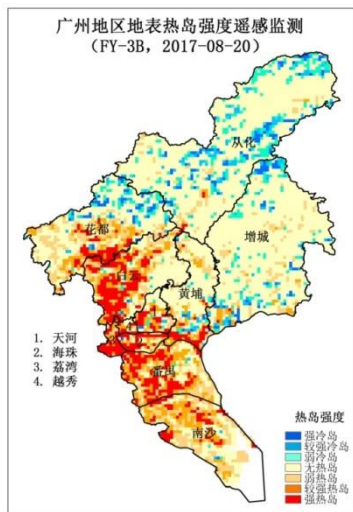 广州地区地表热岛强度遥感监测
（FY-3B，2017-08-20）
从化
花都
增城
白云
黄埔
1. 天河
2. 海珠
3. 荔湾
4. 越秀
番禺
南沙
热岛强度
强冷岛
较强冷岛
弱冷岛
无热岛
弱热岛
较强热岛
强热岛